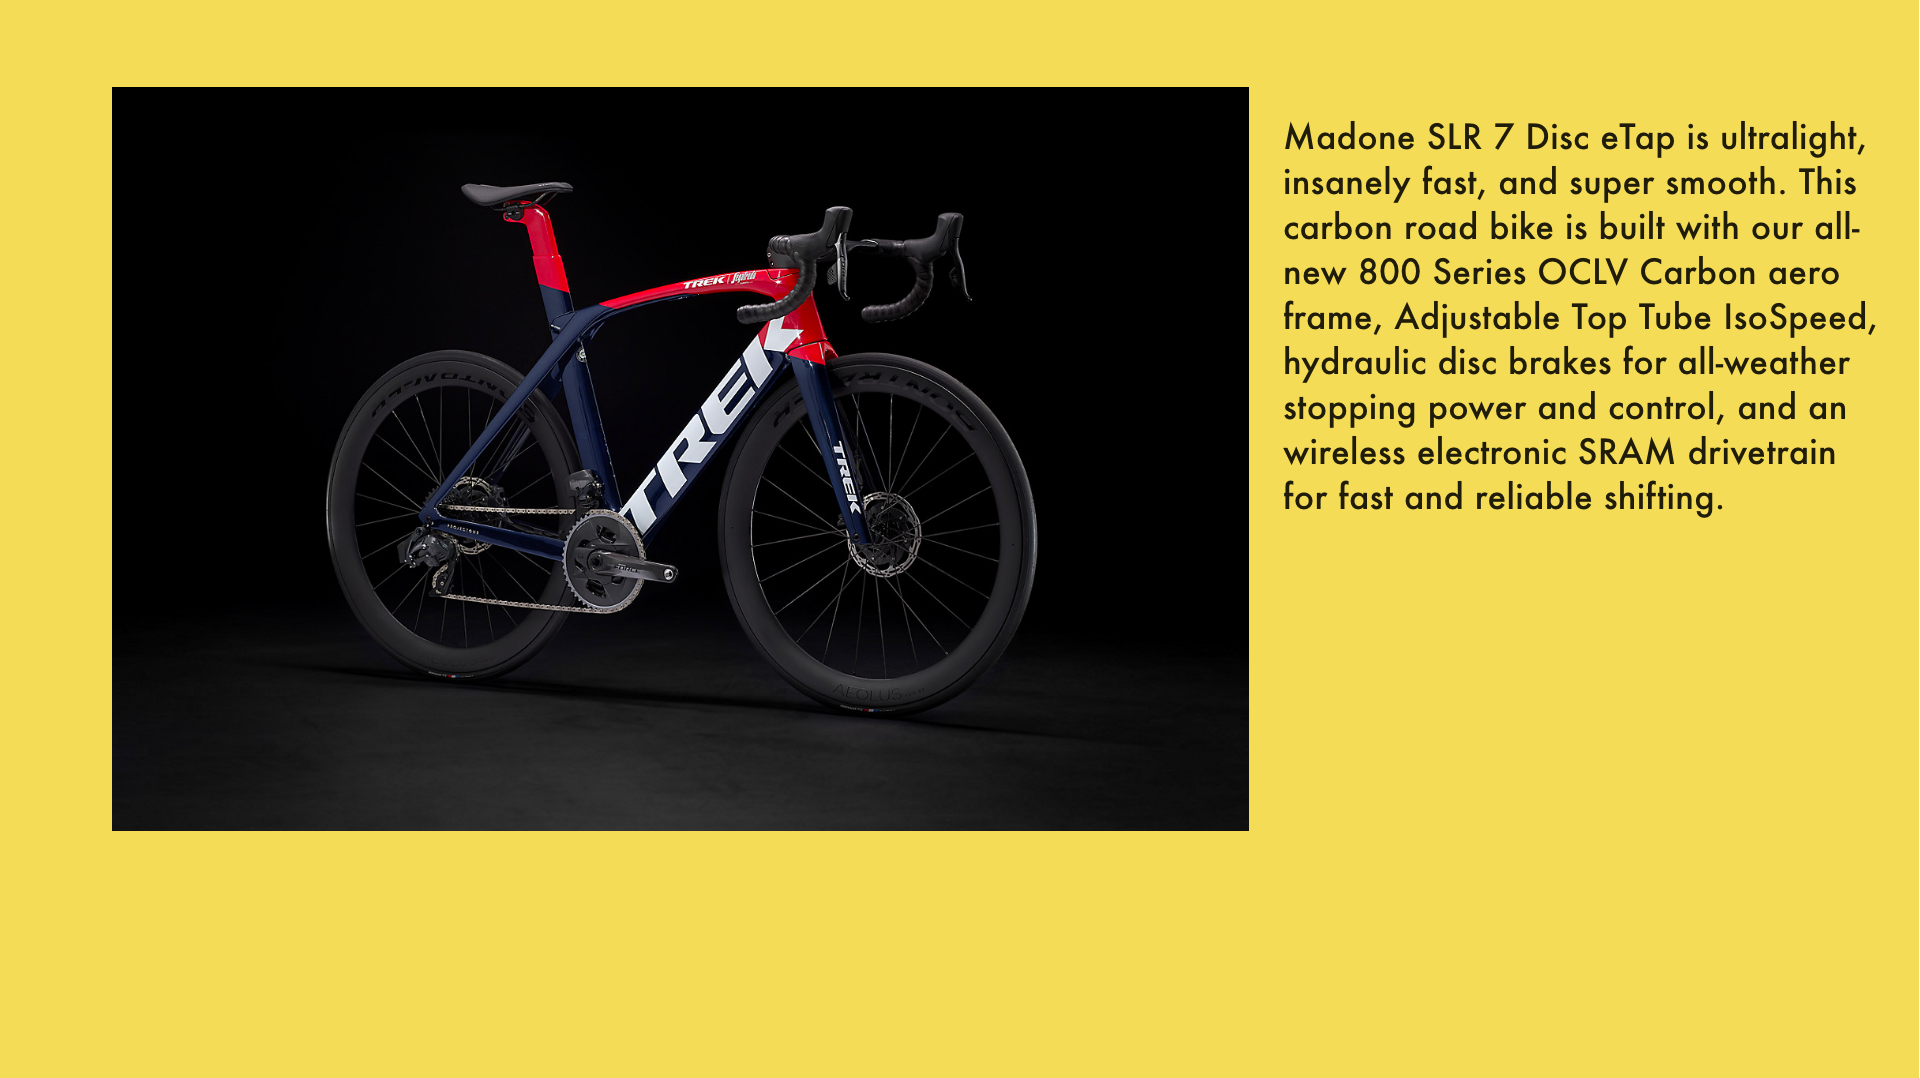 Madone SLR 7 Disc eTap is ultralight,
insanely fast, and super smooth. This
carbon road bike is built with our all-
new 800 Series OCLV Carbon aero
frame, Adjustable Top Tube IsoSpeed,
hydraulic disc brakes for all-weather
stopping power and control, and an
wireless electronic SRAM drivetrain
for fast and reliable shifting.
TREK
TREK
TREK
AEOLUS